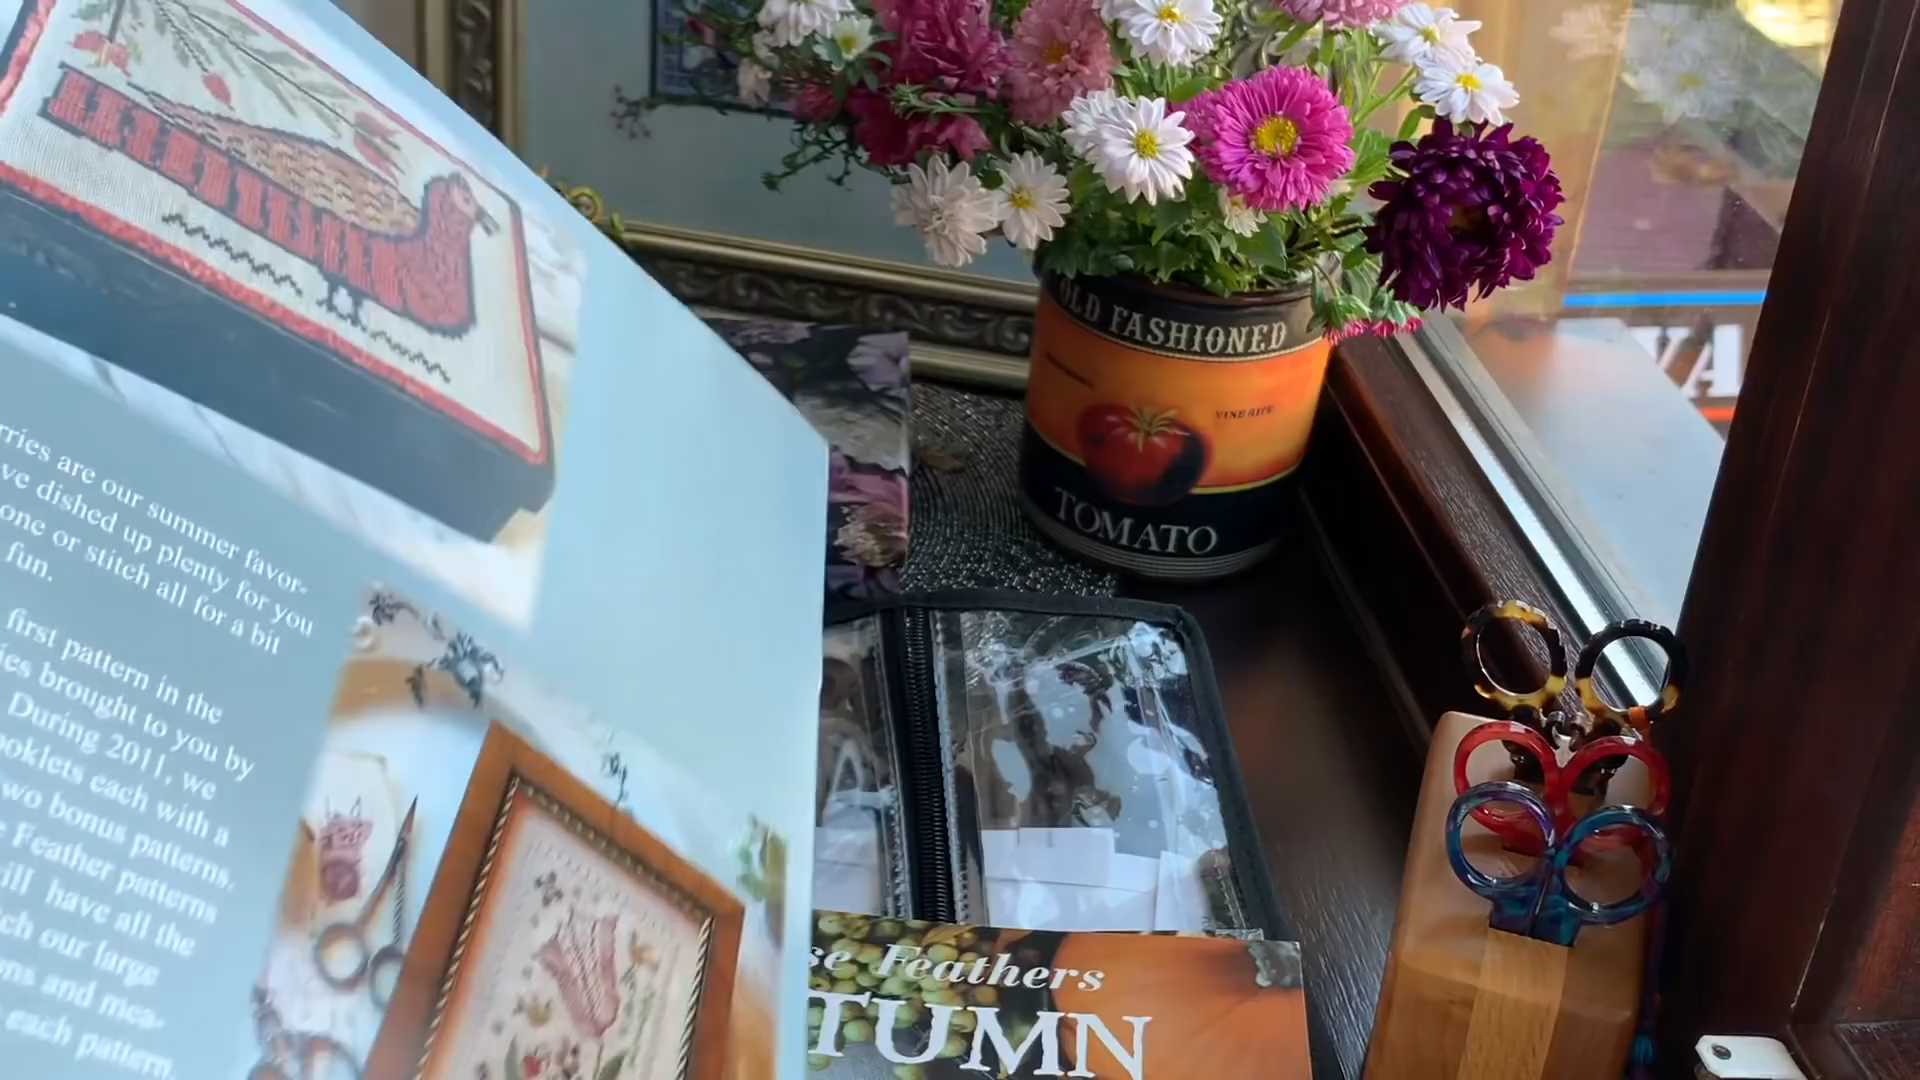 rries are our summer favor-
ve dished up plenty for you
one or stitch all for a bit
fun.
first pattern in the
ies brought to you by
During 2011, we
ooklets each with a
wo bonus patterns.
e Feather patterns
ill have all the
ch our large
ns and mea-
each pattern.
OLD FASHIONED
VINE RIPE
TOMATO
se Feathers
TUMN
VA